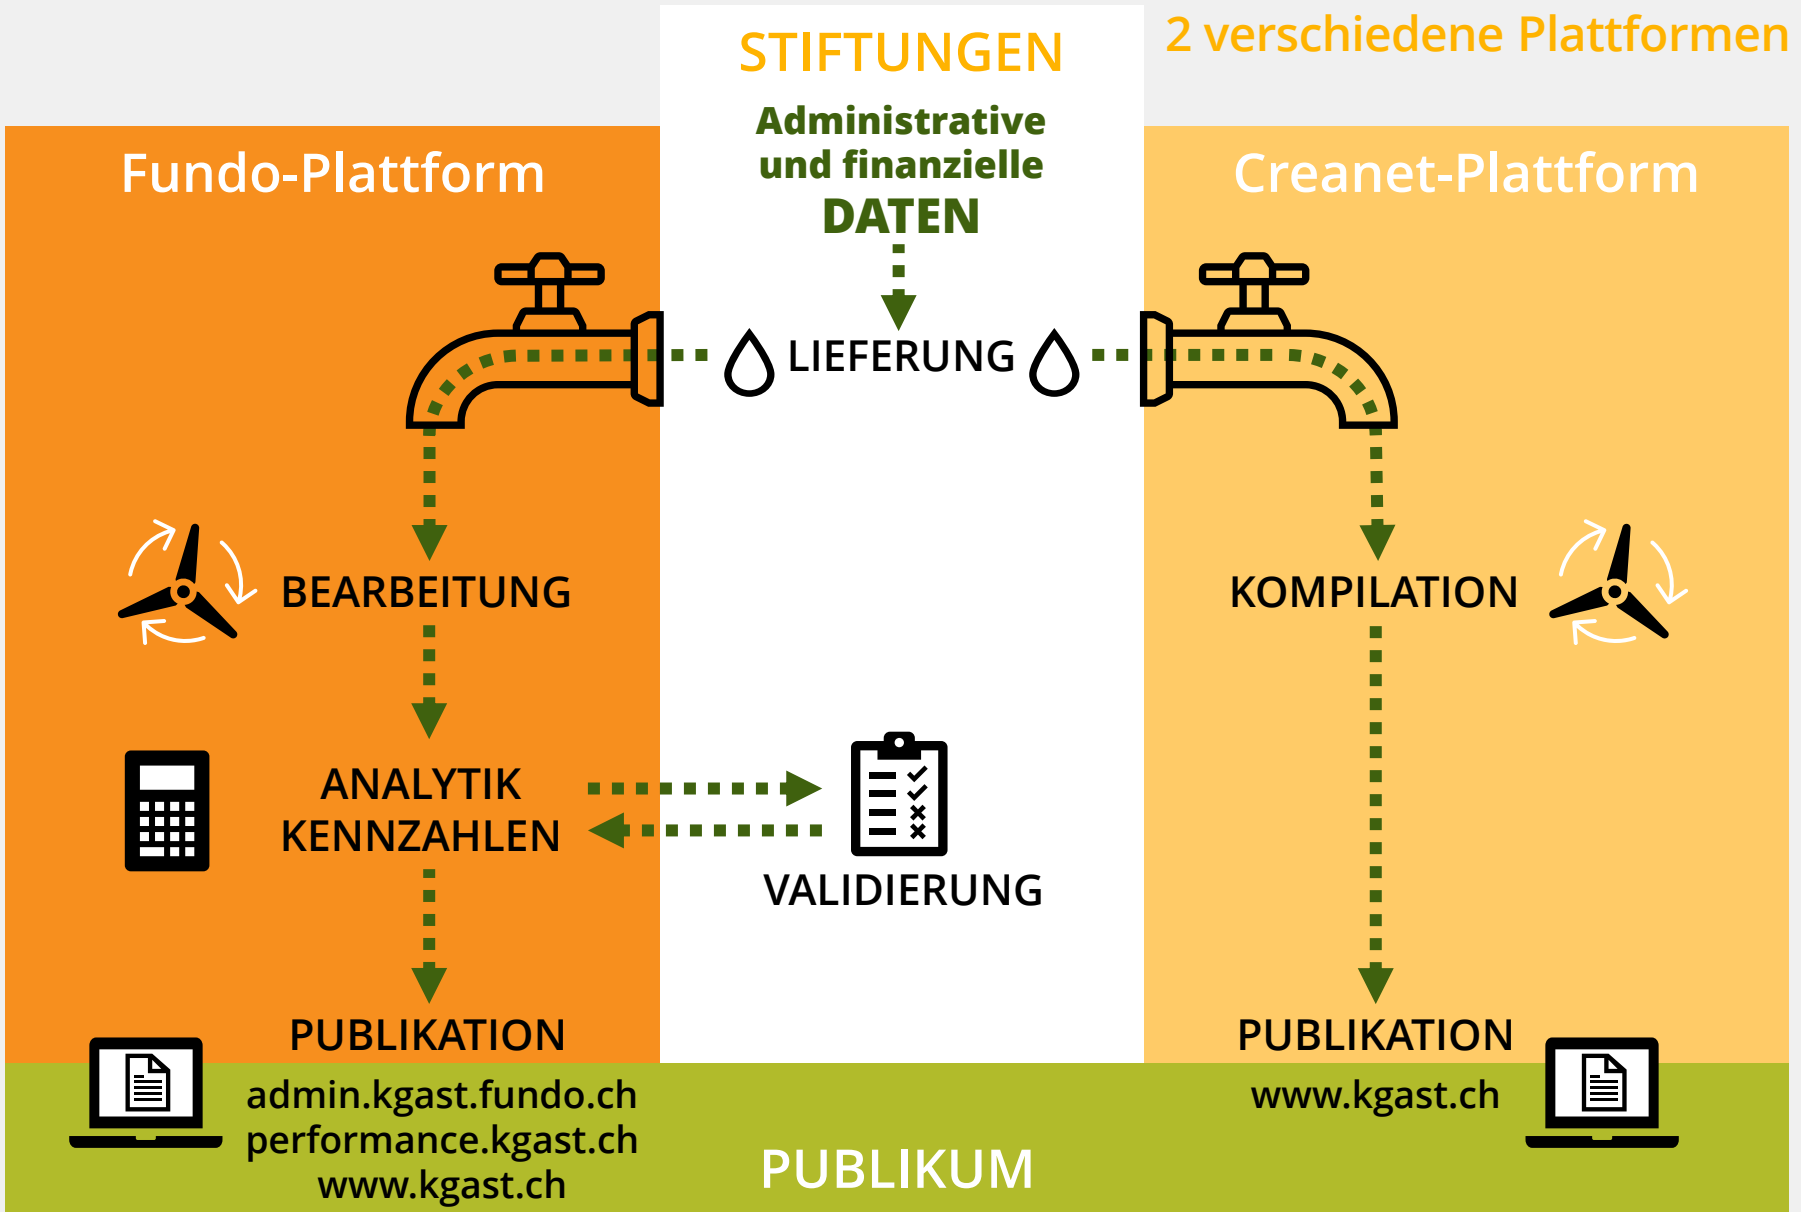 2 verschiedene Plattformen
STIFTUNGEN
Administrative
und finanzielle
DATEN
Fundo-Plattform
Creanet-Plattform
LIEFERUNG
BEARBEITUNG
KOMPILATION
ANALYTIK
KENNZAHLEN
VALIDIERUNG
PUBLIKATION
admin.kgast.fundo.ch
performance.kgast.ch
www.kgast.ch
PUBLIKATION
www.kgast.ch
PUBLIKUM